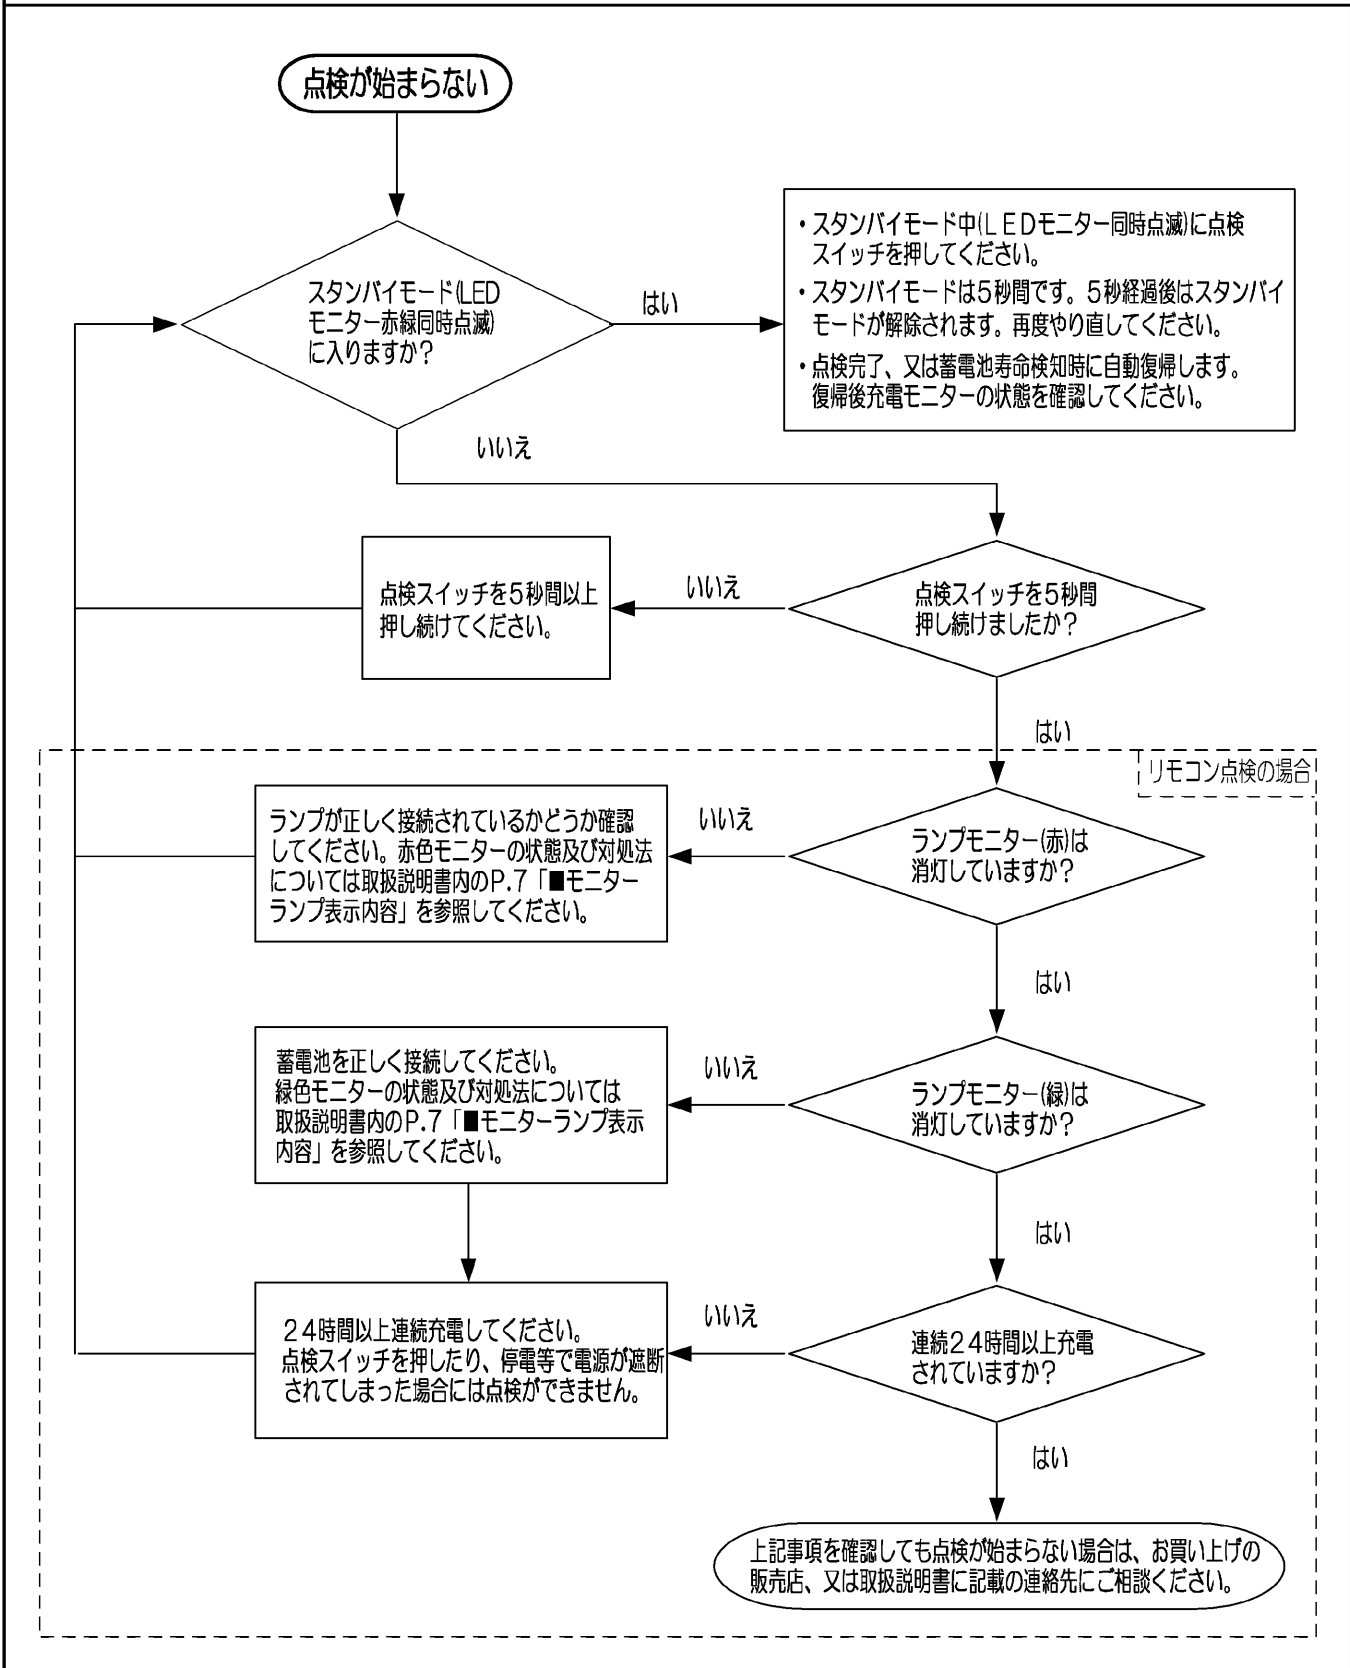 点検が始まらない
スタンバイモード(LED
モニター赤緑同時点滅)
に入りますか？
はい
・スタンバイモード中(ＬＥＤモニター同時点滅)に点検
スイッチを押してください。
・スタンバイモードは５秒間です。５秒経過後はスタンバイ
モードが解除されます。再度やり直してください。
・点検完了、又は蓄電池寿命検知時に自動復帰します。
復帰後充電モニターの状態を確認してください。
いいえ
点検スイッチを５秒間
押し続けましたか？
いいえ
点検スイッチを５秒間以上
押し続けてください。
はい
リモコン点検の場合
ランプモニター(赤)は
消灯していますか？
いいえ
ランプが正しく接続されているかどうか確認
してください。赤色モニターの状態及び対処法
については取扱説明書内のP.７「■モニター
ランプ表示内容」を参照してください。
はい
ランプモニター(緑)は
消灯していますか？
いいえ
蓄電池を正しく接続してください。
緑色モニターの状態及び対処法については
取扱説明書内のP.７「■モニターランプ表示
内容」を参照してください。
はい
連続２４時間以上充電
されていますか？
いいえ
２４時間以上連続充電してください。
点検スイッチを押したり、停電等で電源が遮断
されてしまった場合には点検ができません。
はい
上記事項を確認しても点検が始まらない場合は、お買い上げの
販売店、又は取扱説明書に記載の連絡先にご相談ください。